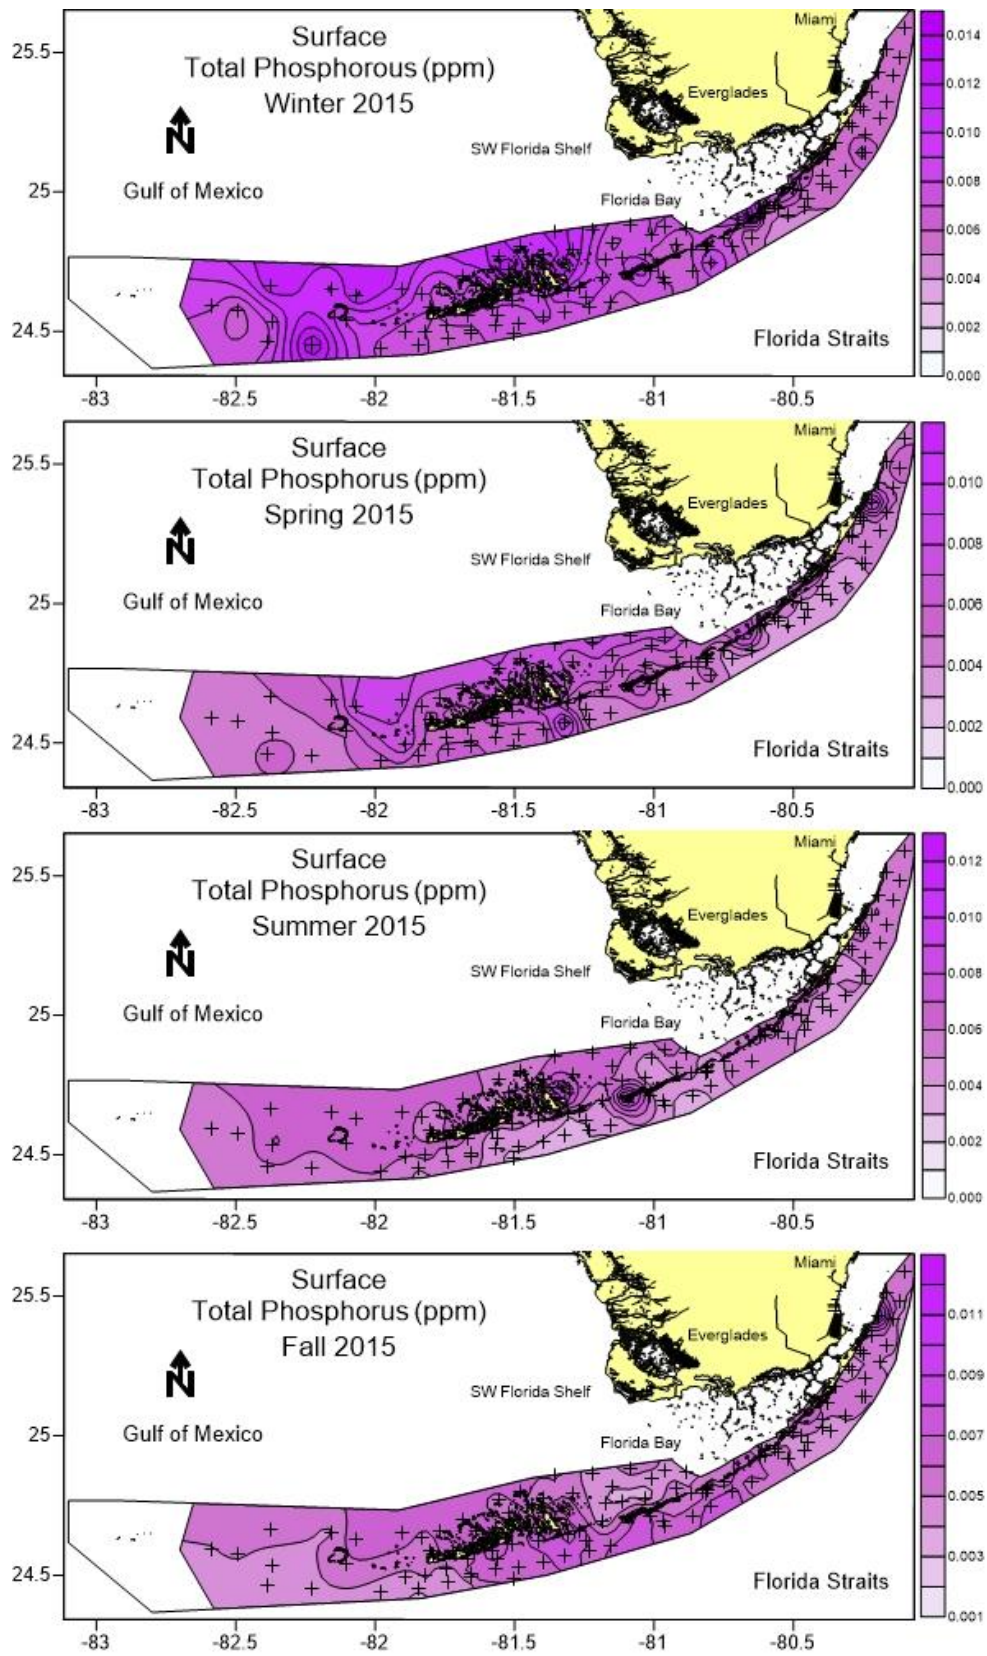 Surface
Total Phosphorous (ppm)
Winter 2015
N
Gulf of Mexico
SW Florida Shelf
Florida Bay
Everglades
Miami
Florida Straits
25.5
25
24.5
-83 -82.5 -82 -81.5 -81 -80.5
0.014
0.012
0.010
0.008
0.006
0.004
0.002
0.000
Surface
Total Phosphorus (ppm)
Spring 2015
N
Gulf of Mexico
SW Florida Shelf
Florida Bay
Everglades
Miami
Florida Straits
25.5
25
24.5
-83 -82.5 -82 -81.5 -81 -80.5
0.010
0.008
0.006
0.004
0.002
0.000
Surface
Total Phosphorus (ppm)
Summer 2015
N
Gulf of Mexico
SW Florida Shelf
Florida Bay
Everglades
Miami
Florida Straits
25.5
25
24.5
-83 -82.5 -82 -81.5 -81 -80.5
0.012
0.010
0.008
0.006
0.004
0.002
0.000
Surface
Total Phosphorus (ppm)
Fall 2015
N
Gulf of Mexico
SW Florida Shelf
Florida Bay
Everglades
Miami
Florida Straits
25.5
25
24.5
-83 -82.5 -82 -81.5 -81 -80.5
0.011
0.009
0.007
0.005
0.003
0.001